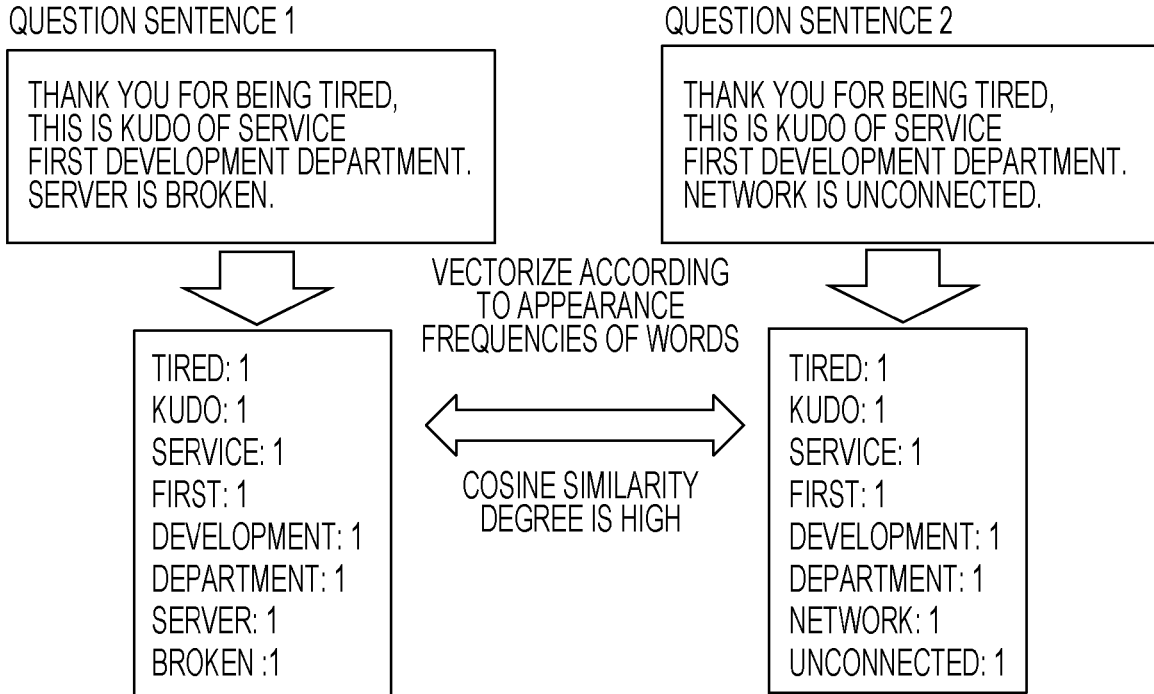 QUESTION SENTENCE 1
THANK YOU FOR BEING TIRED,
THIS IS KUDO OF SERVICE
FIRST DEVELOPMENT DEPARTMENT.
SERVER IS BROKEN.
QUESTION SENTENCE 2
THANK YOU FOR BEING TIRED,
THIS IS KUDO OF SERVICE
FIRST DEVELOPMENT DEPARTMENT.
NETWORK IS UNCONNECTED.
VECTORIZE ACCORDING
TO APPEARANCE
FREQUENCIES OF WORDS
TIRED: 1
KUDO: 1
SERVICE: 1
FIRST: 1
DEVELOPMENT: 1
DEPARTMENT: 1
SERVER: 1
BROKEN :1
COSINE SIMILARITY
DEGREE IS HIGH
TIRED: 1
KUDO: 1
SERVICE: 1
FIRST: 1
DEVELOPMENT: 1
DEPARTMENT: 1
NETWORK: 1
UNCONNECTED: 1